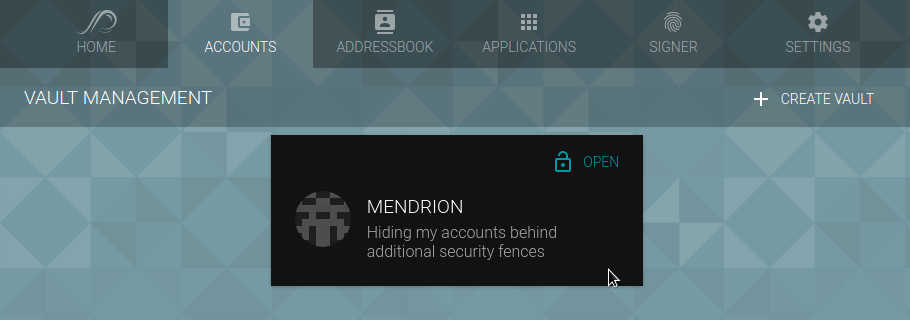 HOME
ACCOUNTS
ADDRESSBOOK
APPLICATIONS
SIGNER
SETTINGS
VAULT MANAGEMENT
CREATE VAULT
OPEN
MENDRION
Hiding my accounts behind
additional security fences